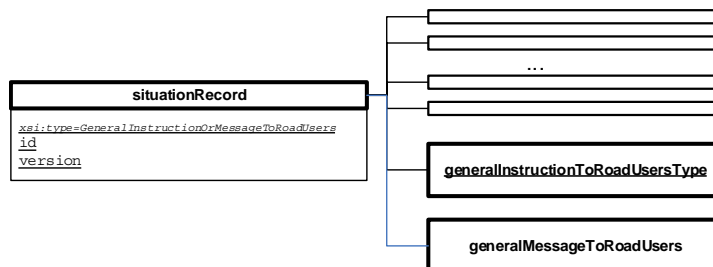 situationRecord
xsi:type=GeneralInstructionOrMessageToRoadUsers
id
version
...
generalInstructionToRoadUsersType
generalMessageToRoadUsers